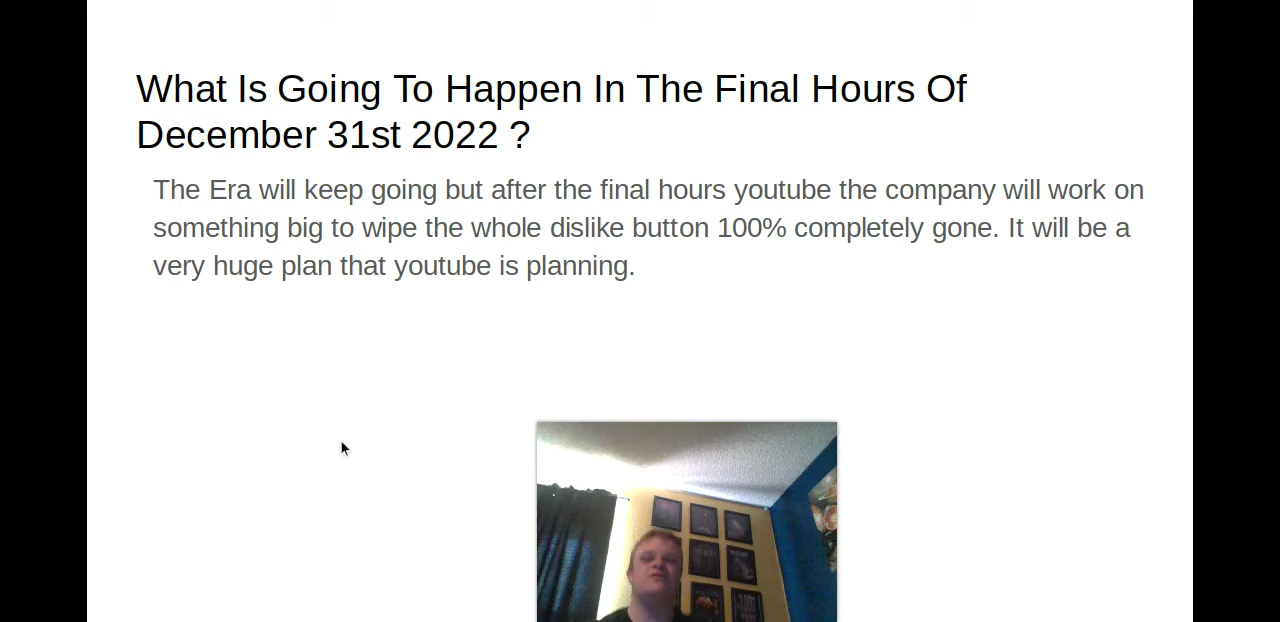 What Is Going To Happen In The Final Hours Of
December 31st 2022 ?
The Era will keep going but after the final hours youtube the company will work on
something big to wipe the whole dislike button 100% completely gone. It will be a
very huge plan that youtube is planning.